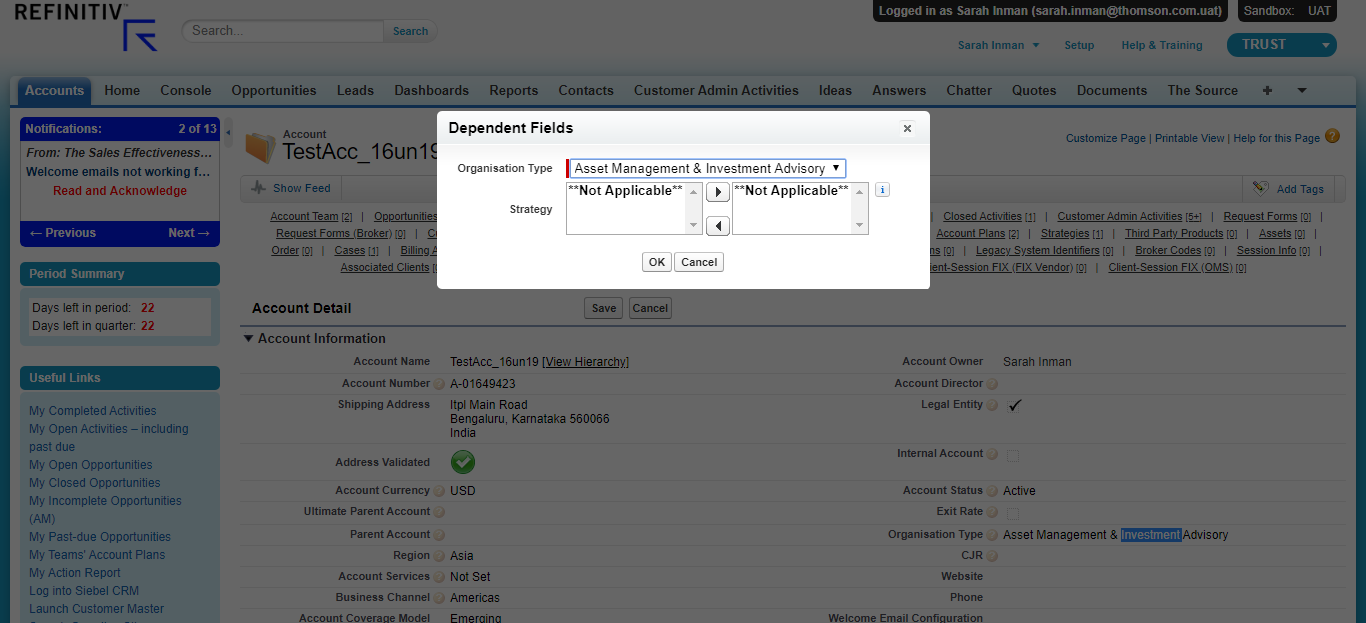 REFINITIV™
Search...
Search
Logged in as Sarah Inman (sarah.inman@thomson.com.uat)
Sandbox: UAT
Sarah Inman
Setup
Help & Training
TRUST
Accounts
Home
Console
Opportunities
Leads
Dashboards
Reports
Contacts
Customer Admin Activities
Ideas
Answers
Chatter
Quotes
Documents
The Source
+
Notifications: 2 of 13
From: The Sales Effectiveness...
Welcome emails not working f...
Read and Acknowledge
← Previous
Next →
Period Summary
Days left in period: 22
Days left in quarter: 22
Useful Links
My Completed Activities
My Open Activities – including
past due
My Open Opportunities
My Closed Opportunities
My Incomplete Opportunities
(AM)
My Past-due Opportunities
My Teams' Account Plans
My Action Report
Log into Siebel CRM
Launch Customer Master
Account
TestAcc_16un19
Customize Page | Printable View | Help for this Page
Show Feed
Add Tags
Account Team [2] | Opportunities
Closed Activities [1] | Customer Admin Activities [5+] | Request Forms [0] |
Request Forms (Broker) [0] |
Account Plans [2] | Strategies [1] | Third Party Products [0] | Assets [0] |
Order [0] | Cases [1] | Billing A
[0] | Legacy System Identifiers [0] | Broker Codes [0] | Session Info [0] |
Associated Clients
ient-Session FIX (FIX Vendor) [0] | Client-Session FIX (OMS) [0]
Dependent Fields
Organisation Type
Asset Management & Investment Advisory
Strategy
**Not Applicable**
**Not Applicable**
OK
Cancel
Account Detail
Save
Cancel
Account Information
Account Name TestAcc_16un19 [View Hierarchy]
Account Owner Sarah Inman
Account Number A-01649423
Account Director
Shipping Address Itpl Main Road
Bengaluru, Karnataka 560066
India
Legal Entity
Address Validated
Internal Account
Account Currency USD
Account Status Active
Ultimate Parent Account
Exit Rate
Parent Account
Organisation Type Asset Management & Investment Advisory
Region Asia
CJR
Account Services Not Set
Website
Business Channel Americas
Phone
Account Coverage Model Emerging
Welcome Email Configuration